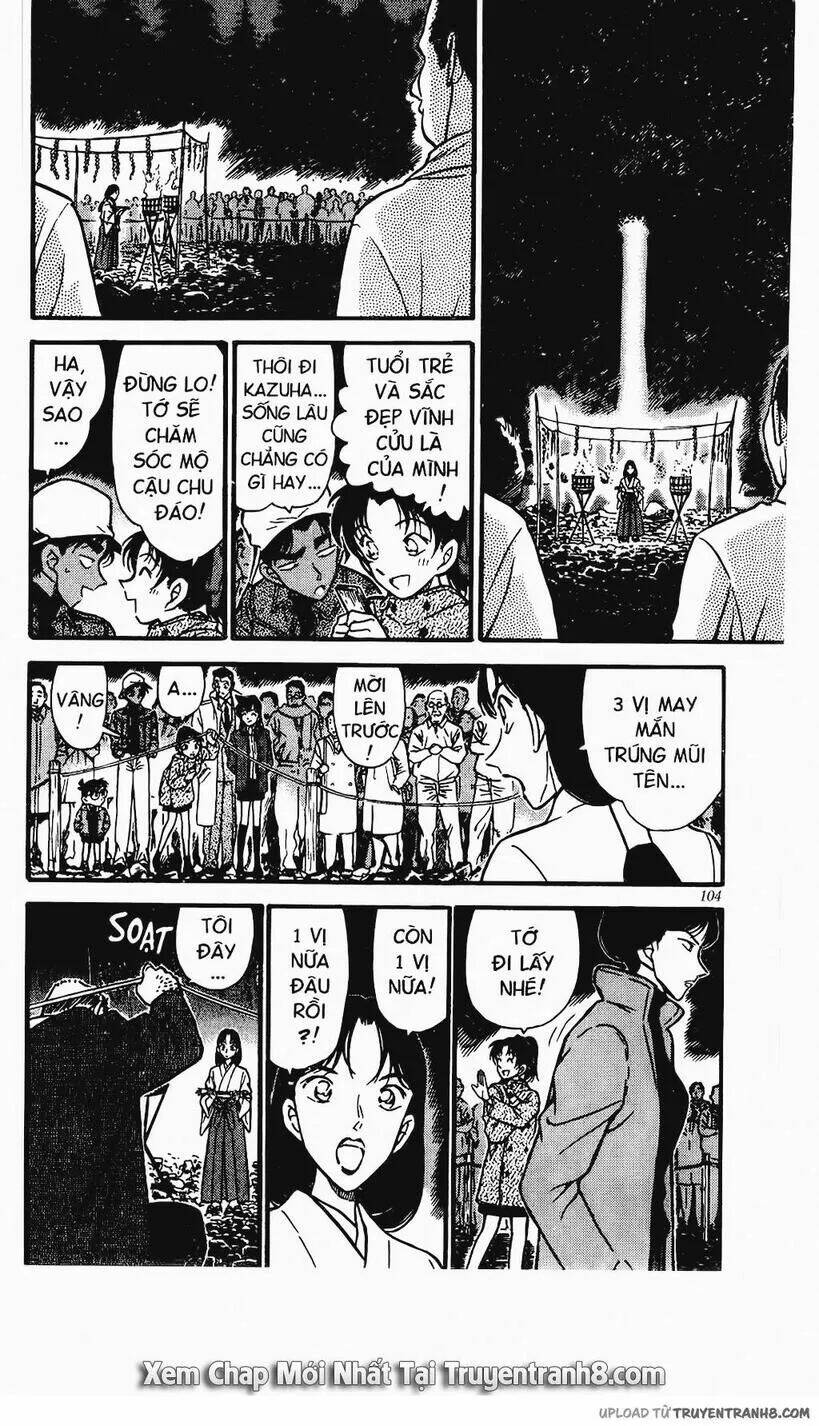 TUỔI TRẺ
VÀ SẮC
ĐẸP VĨNH
CỬU LÀ
CỦA MÌNH
!
THÔI ĐI
KAZUHA...
SỐNG LÂU
CŨNG
CHẲNG CÓ
GÌ HAY...
ĐỪNG LO!
TỚ SẼ
CHĂM
SÓC MỘ
CẬU CHU
ĐÁO!
HA,
VẬY
SAO
...
3 VỊ MAY
MẮN
TRÚNG MŨI
TÊN...
MỜI
LÊN
TRƯỚC
!
A...
VÂNG
!
104
TỚ
ĐI LẤY
NHÉ!
CÒN
1 VỊ
NỮA!
1 VỊ
NỮA
ĐÂU
RỒI
?!
TÔI
ĐÂY
...
SOẠT
Xem Chap Mới Nhất Tại Truyentranh8.com
UPLOAD TỪ TRUYENTRANH8.COM